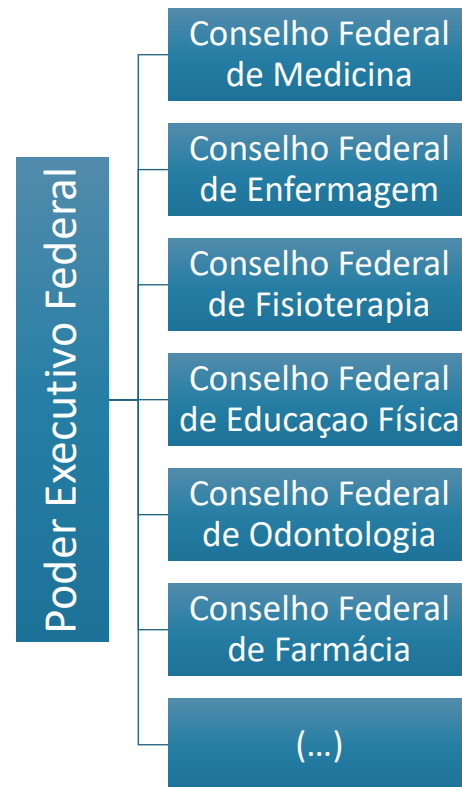 Poder Executivo Federal
Conselho Federal
de Medicina
Conselho Federal
de Enfermagem
Conselho Federal
de Fisioterapia
Conselho Federal
de Educaçao Física
Conselho Federal
de Odontologia
Conselho Federal
de Farmácia
(...)